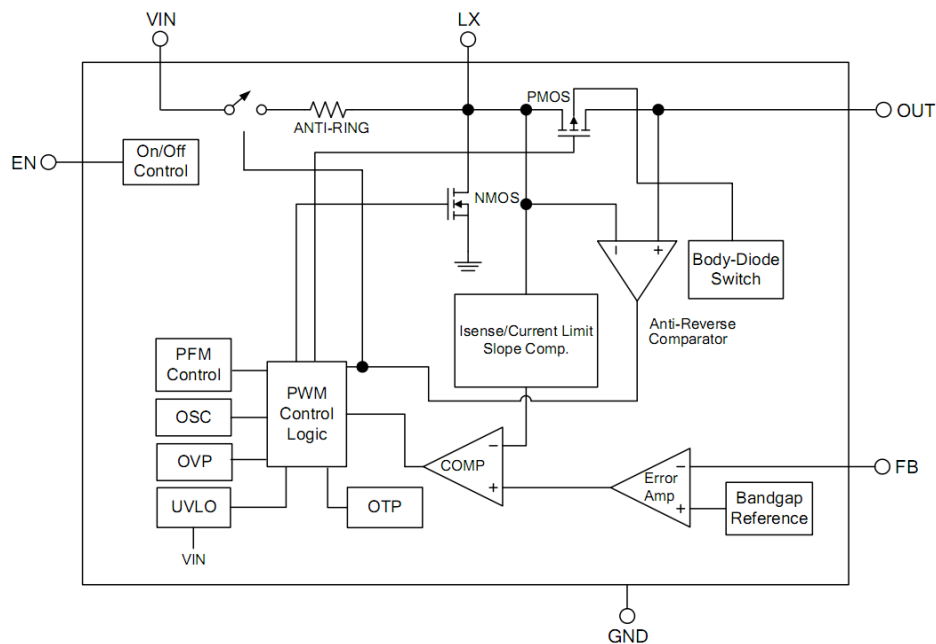 VIN
LX
PMOS
OUT
ANTI-RING
EN
On/Off
Control
NMOS
−
+
Body-Diode
Switch
Isense/Current Limit
Slope Comp.
Anti-Reverse
Comparator
PFM
Control
PWM
Control
Logic
OSC
OVP
UVLO
OTP
VIN
−
COMP
+
−
Error
Amp
+
FB
Bandgap
Reference
GND